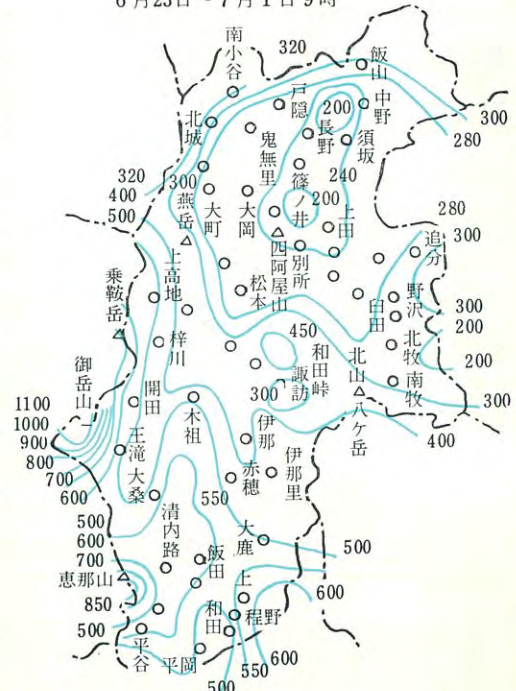 6月23日〜7月1日9時
320
南小谷
飯山
戸隠
中野
北城
200
300
長野
鬼無里
須坂
280
320
400
500
300
燕岳
大町
大岡
篠ノ井
200
240
上田
280
300
追分
上高地
四阿屋山
別所
乗鞍岳
松本
臼田
野沢
300
200
450
梓川
和田峠
北山
北牧
200
御岳山
300
諏訪
八ケ岳
南牧
300
400
開田
1100
1000
900
800
700
600
王滝
木祖
伊那
大桑
赤穂
伊那里
550
500
600
清内路
大鹿
500
700
飯田
恵那山
850
上
600
和田
程野
500
平谷
平岡
600
550
500